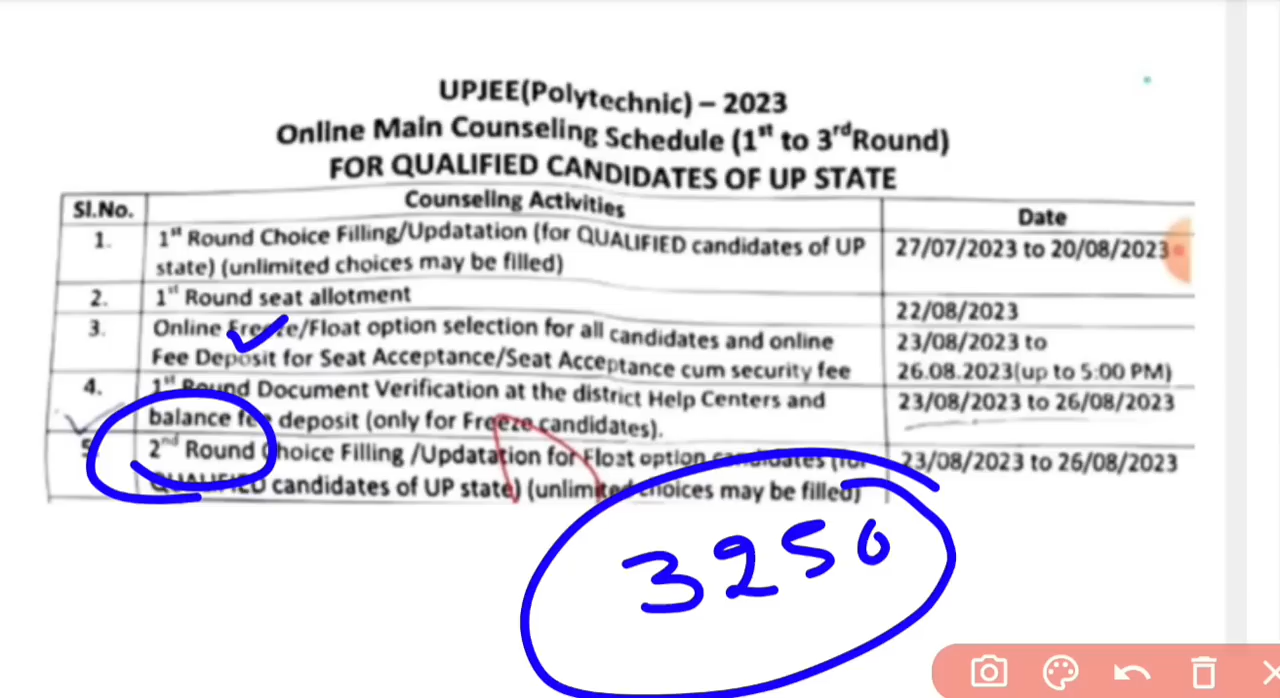 UPJEE(Polytechnic) – 2023
Online Main Counseling Schedule (1st to 3rd Round)
FOR QUALIFIED CANDIDATES OF UP STATE
Sl.No. Counseling Activities Date
1. 1st Round Choice Filling/Updatation (for QUALIFIED candidates of UP 27/07/2023 to 20/08/2023
state) (unlimited choices may be filled)
2. 1st Round seat allotment 22/08/2023
3. Online Freeze/Float option selection for all candidates and online 23/08/2023 to
Fee Deposit for Seat Acceptance/Seat Acceptance cum security fee 26.08.2023(up to 5:00 PM)
4. 1st Round Document Verification at the district Help Centers and 23/08/2023 to 26/08/2023
balance fee deposit (only for Freeze candidates).
5. 2nd Round Choice Filling /Updatation for Float option candidates (for 23/08/2023 to 26/08/2023
QUALIFIED candidates of UP state) (unlimited choices may be filled)
3250